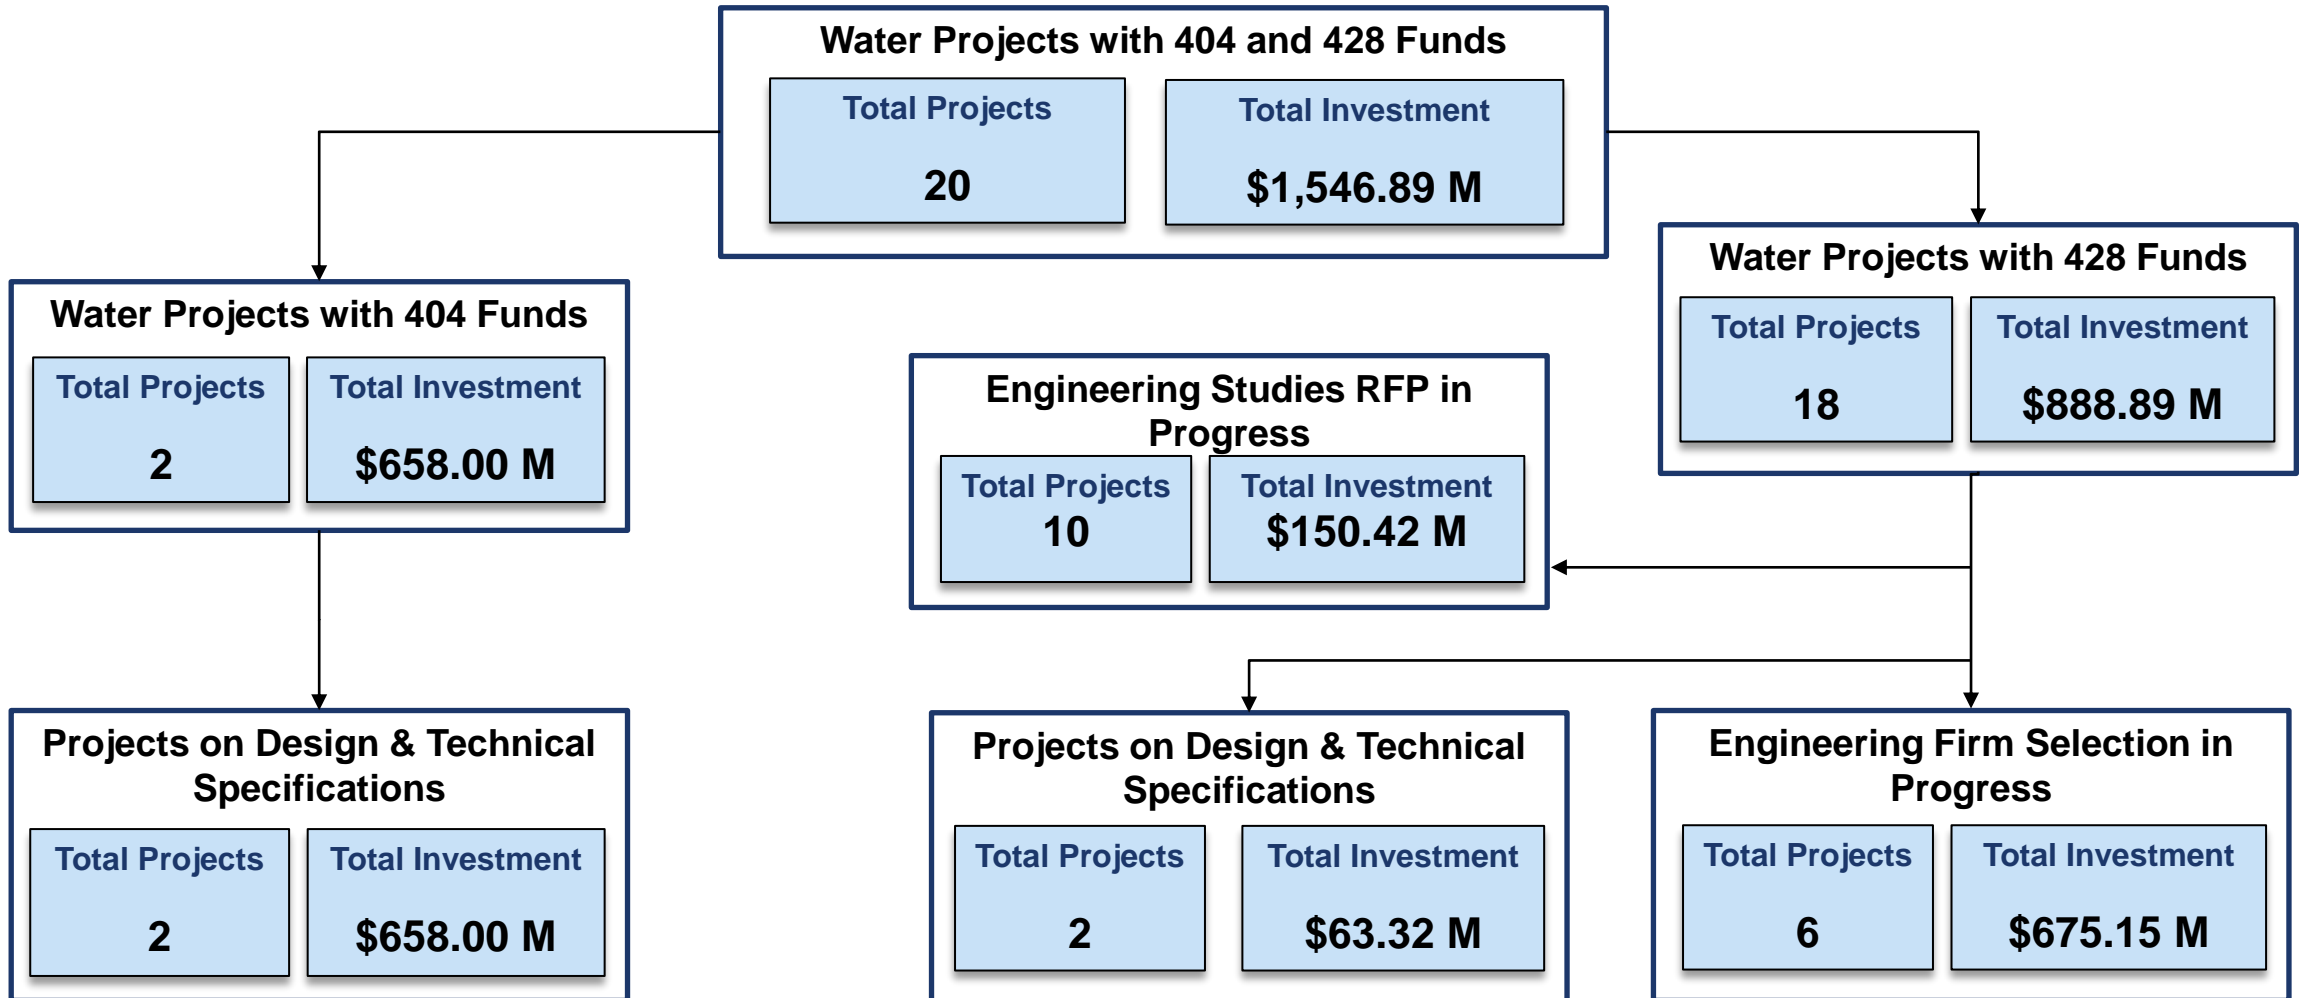 Water Projects with 404 and 428 Funds
Total Projects
20
Total Investment
$1,546.89 M
Water Projects with 404 Funds
Total Projects
2
Total Investment
$658.00 M
Water Projects with 428 Funds
Total Projects
18
Total Investment
$888.89 M
Engineering Studies RFP in
Progress
Total Projects
10
Total Investment
$150.42 M
Projects on Design & Technical
Specifications
Total Projects
2
Total Investment
$658.00 M
Projects on Design & Technical
Specifications
Total Projects
2
Total Investment
$63.32 M
Engineering Firm Selection in
Progress
Total Projects
6
Total Investment
$675.15 M